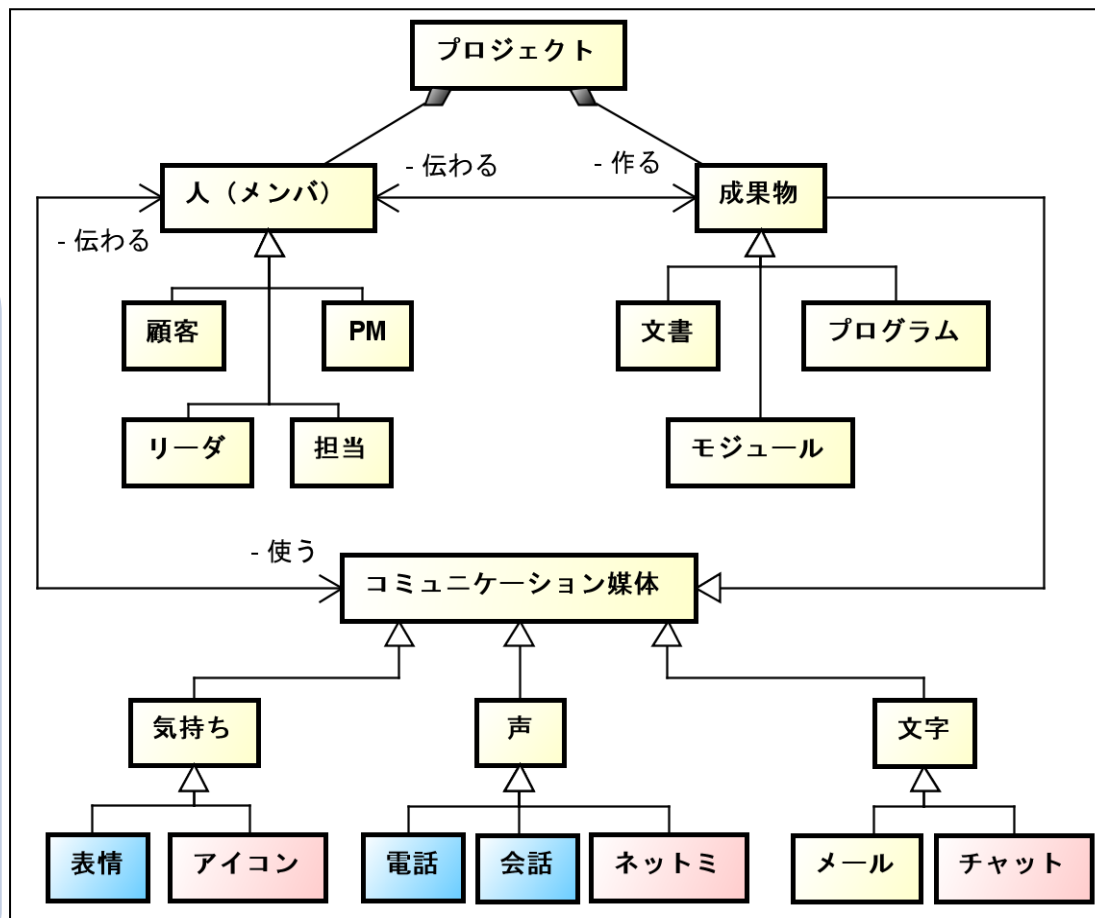 プロジェクト
- 伝わる
- 作る
人（メンバ）
成果物
- 伝わる
顧客
PM
文書
プログラム
リーダ
担当
モジュール
- 使う
コミュニケーション媒体
気持ち
声
文字
表情
アイコン
電話
会話
ネットミ
メール
チャット